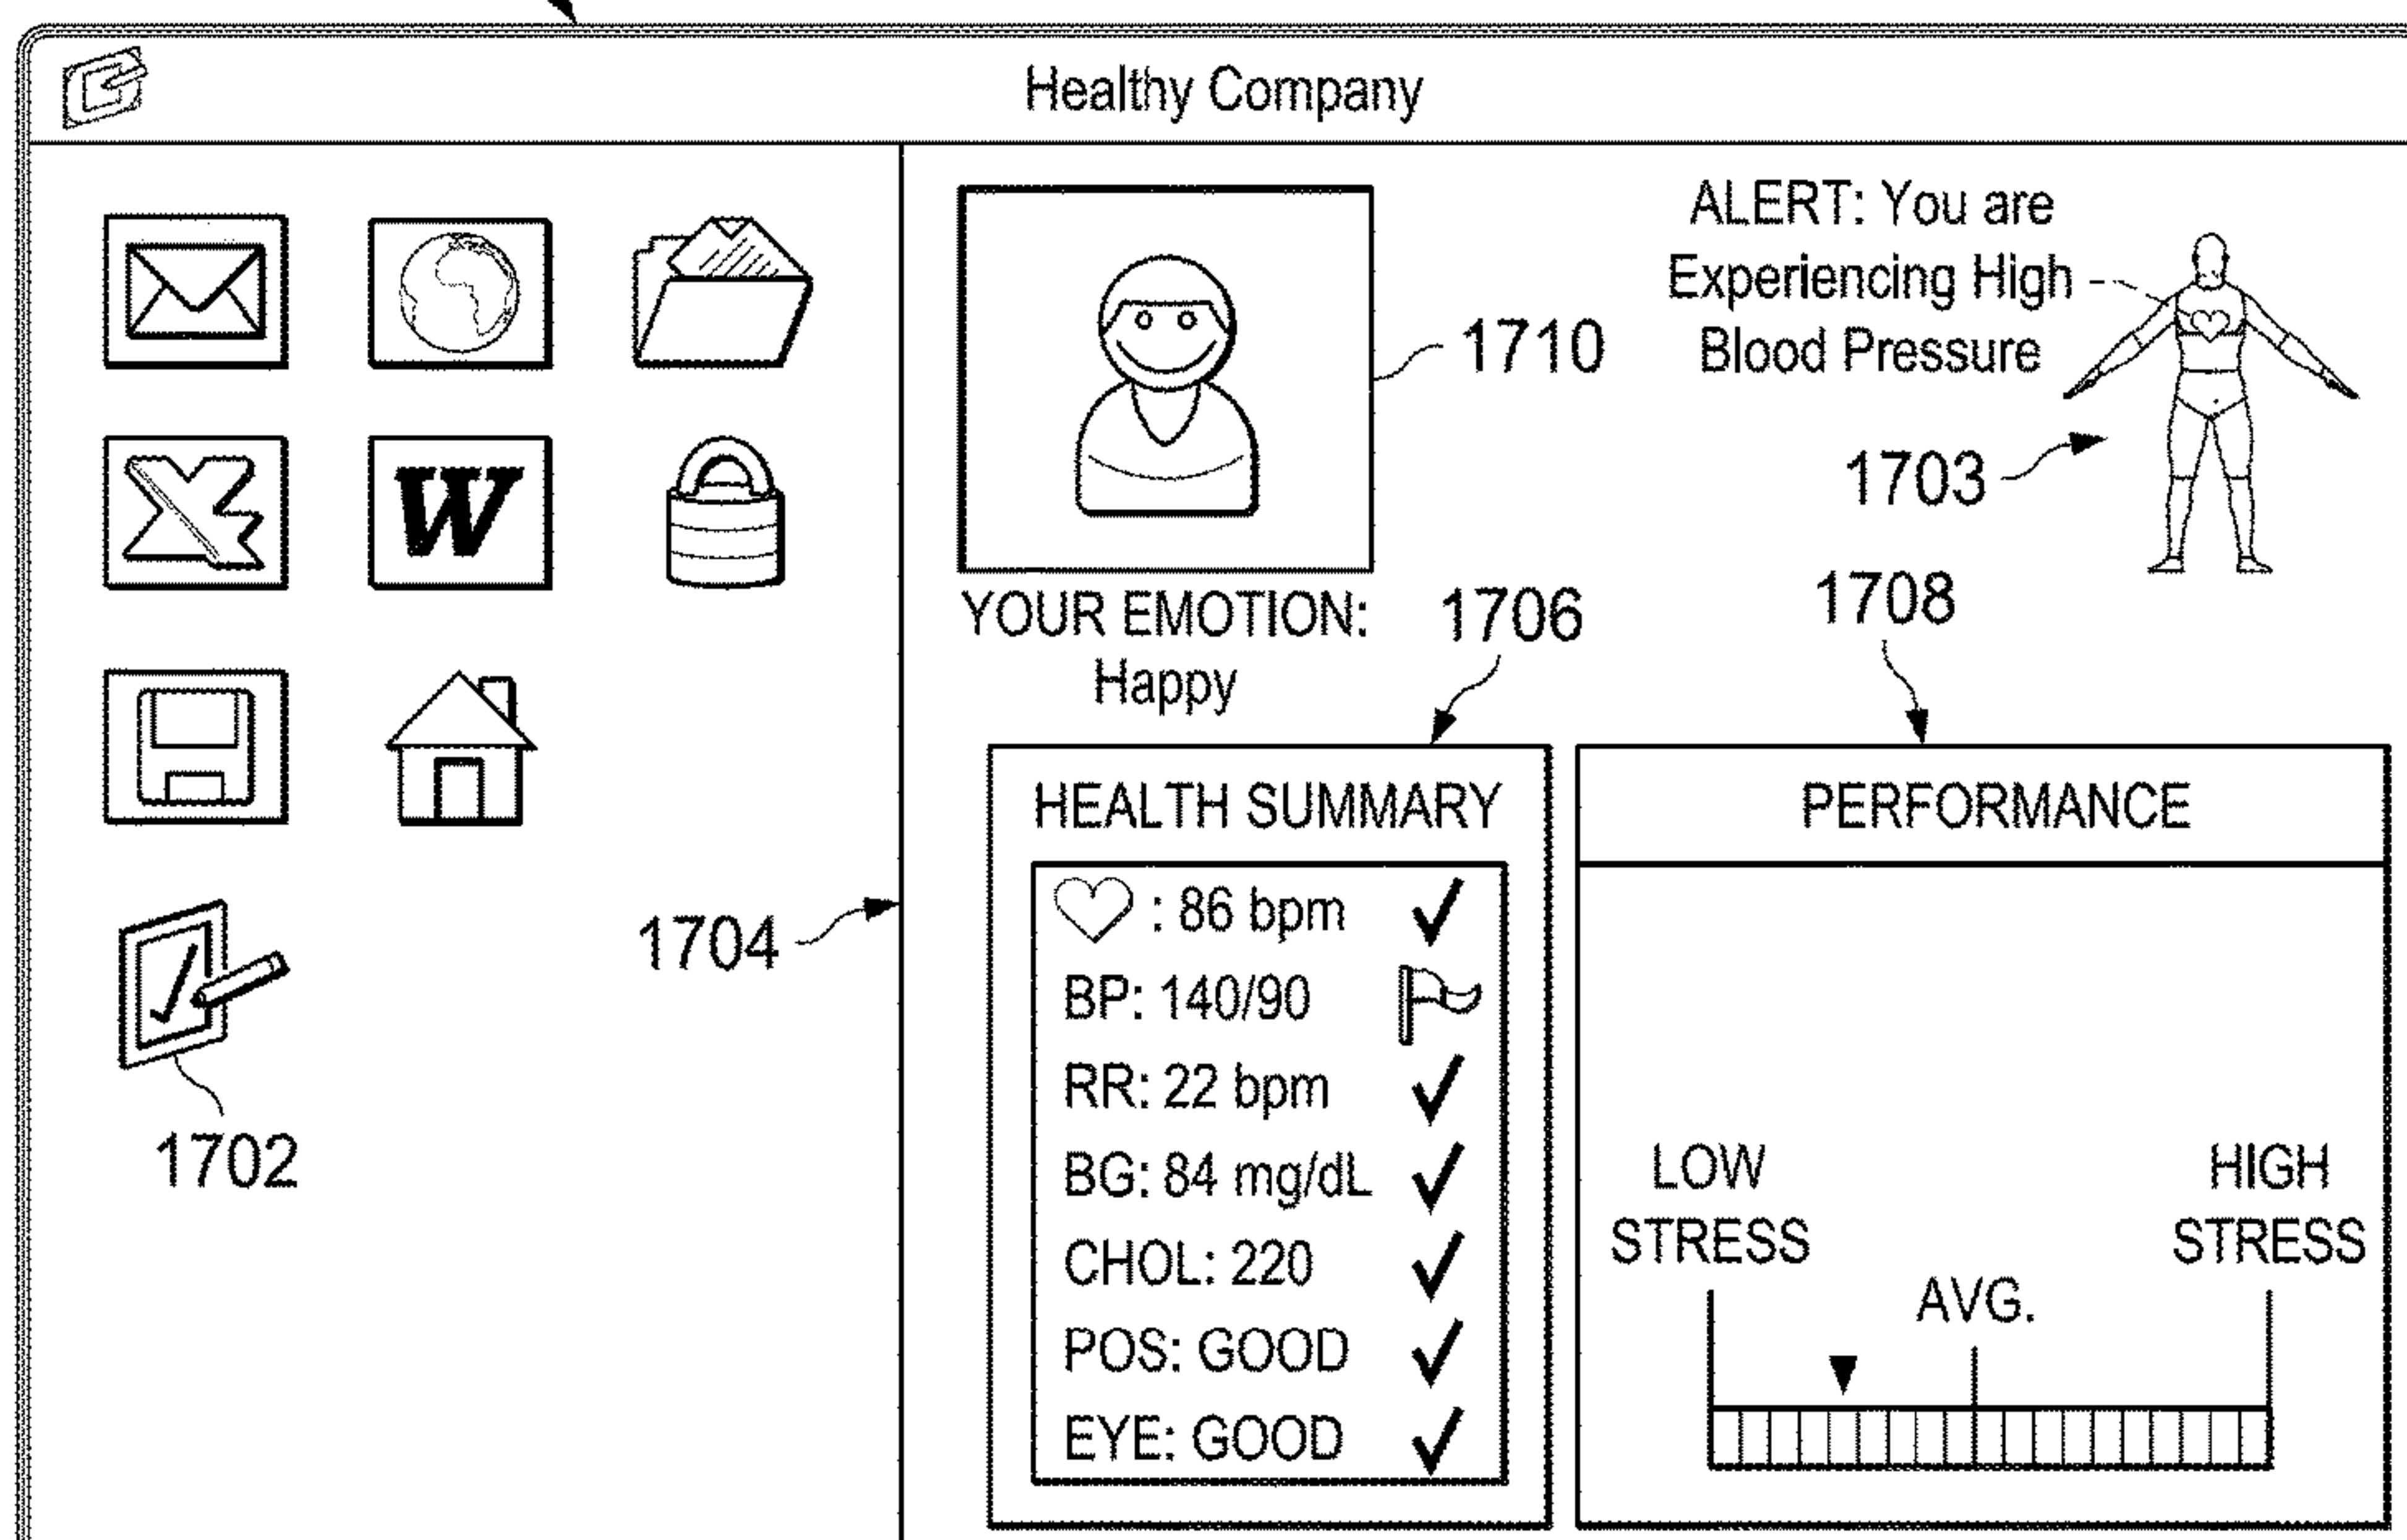 Healthy Company
ALERT: You are
Experiencing High
Blood Pressure
1710
1703
W
YOUR EMOTION:
Happy
1706
1708
HEALTH SUMMARY
: 86 bpm
BP: 140/90
RR: 22 bpm
BG: 84 mg/dL
CHOL: 220
POS: GOOD
EYE: GOOD
PERFORMANCE
LOW
STRESS
HIGH
STRESS
AVG.
1704
1702